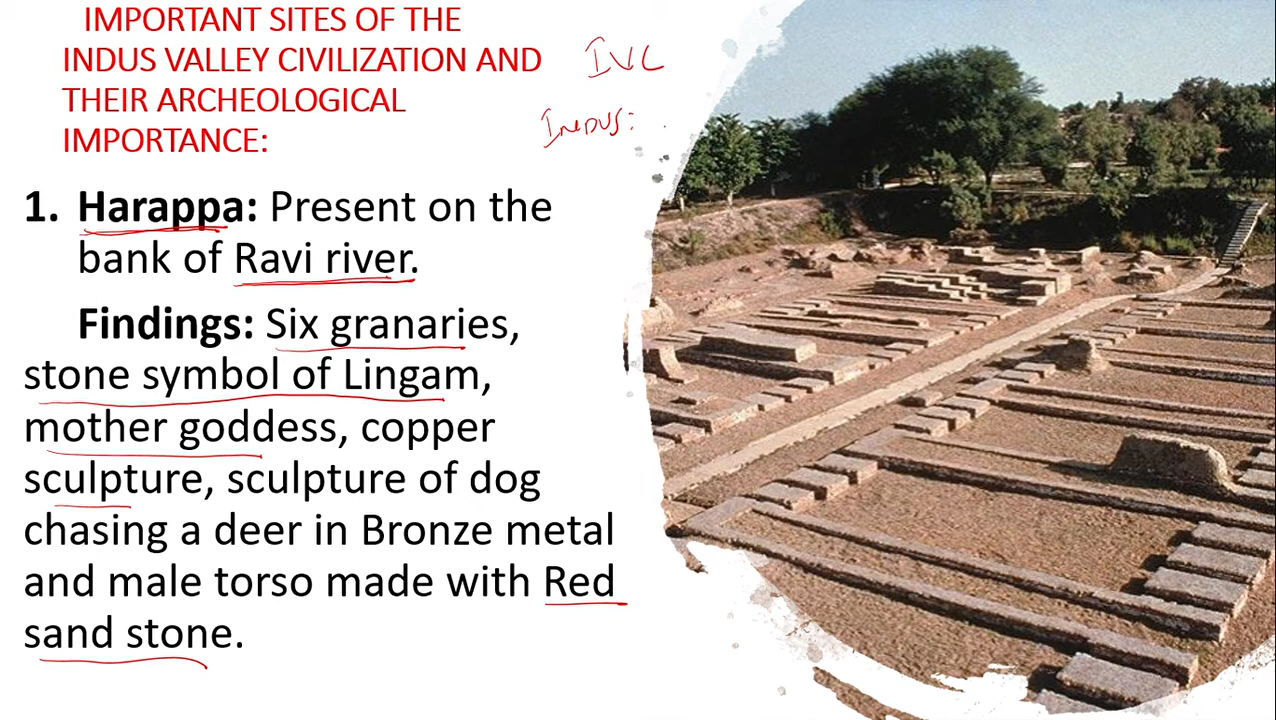 IMPORTANT SITES OF THE
INDUS VALLEY CIVILIZATION AND
THEIR ARCHEOLOGICAL
IMPORTANCE:
IVC
INDUS:
1. Harappa: Present on the
bank of Ravi river.
Findings: Six granaries,
stone symbol of Lingam,
mother goddess, copper
sculpture, sculpture of dog
chasing a deer in Bronze metal
and male torso made with Red
sand stone.